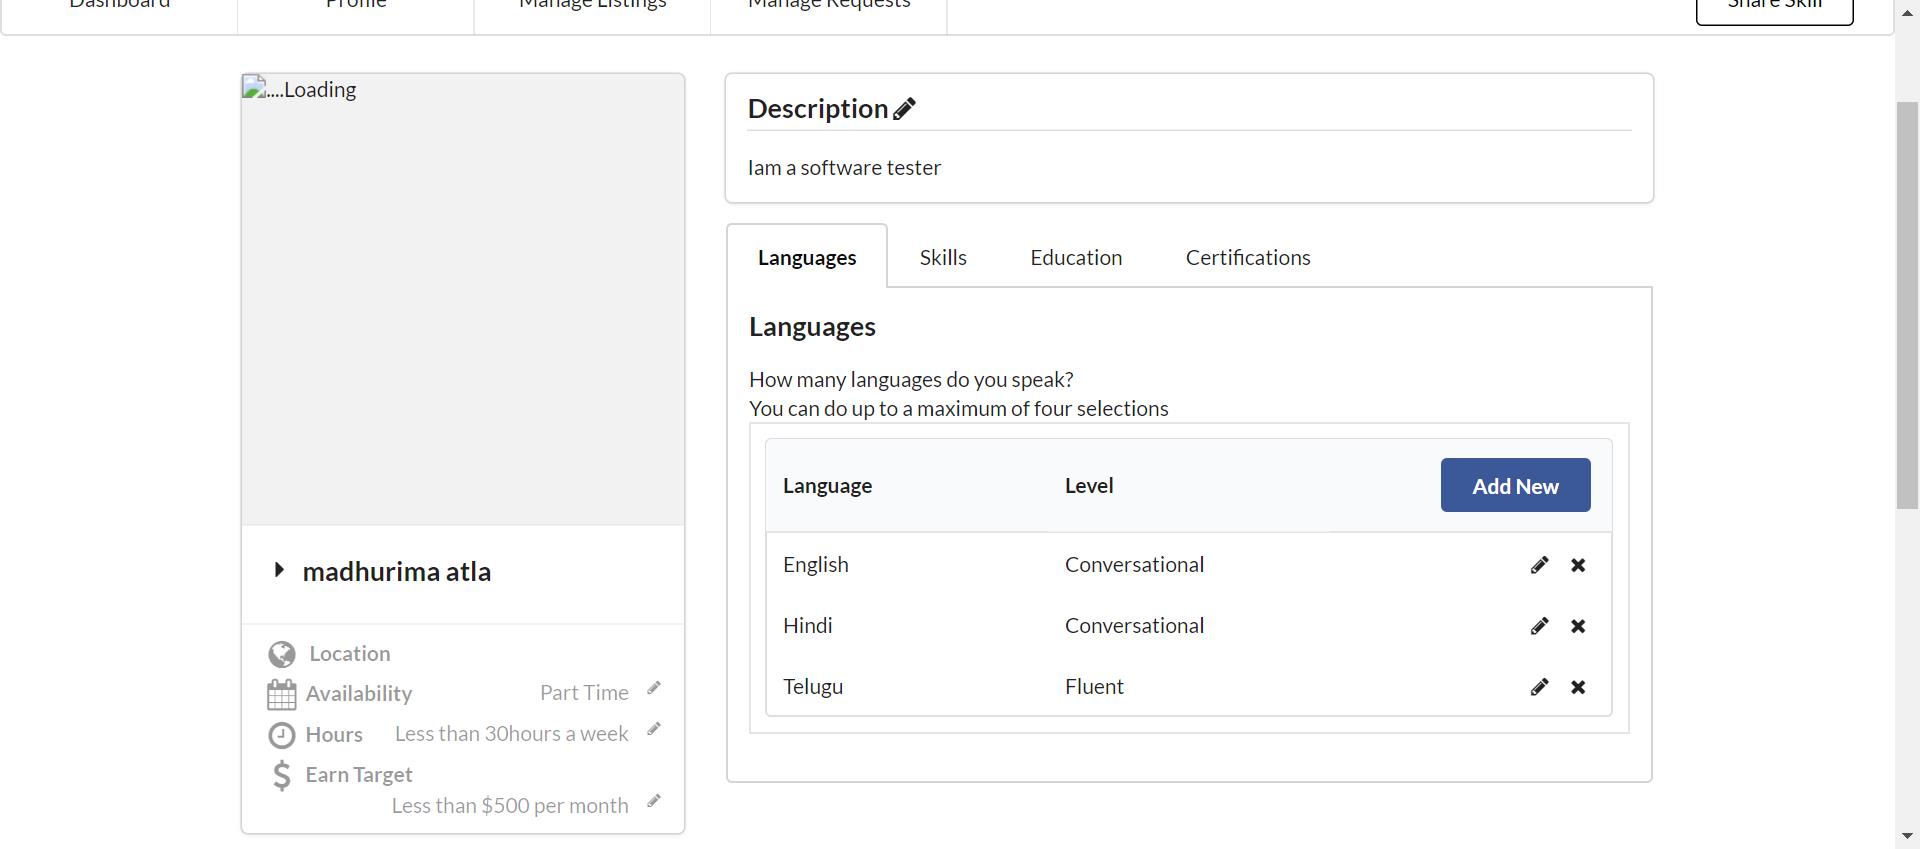 Dashboard Profile Manage Listings Manage Requests Share Skill
....Loading
madhurima atla
Location
Availability Part Time
Hours Less than 30hours a week
Earn Target
Less than $500 per month
Description
Iam a software tester
Languages Skills Education Certifications
Languages
How many languages do you speak?
You can do up to a maximum of four selections
Language Level Add New
English Conversational
Hindi Conversational
Telugu Fluent